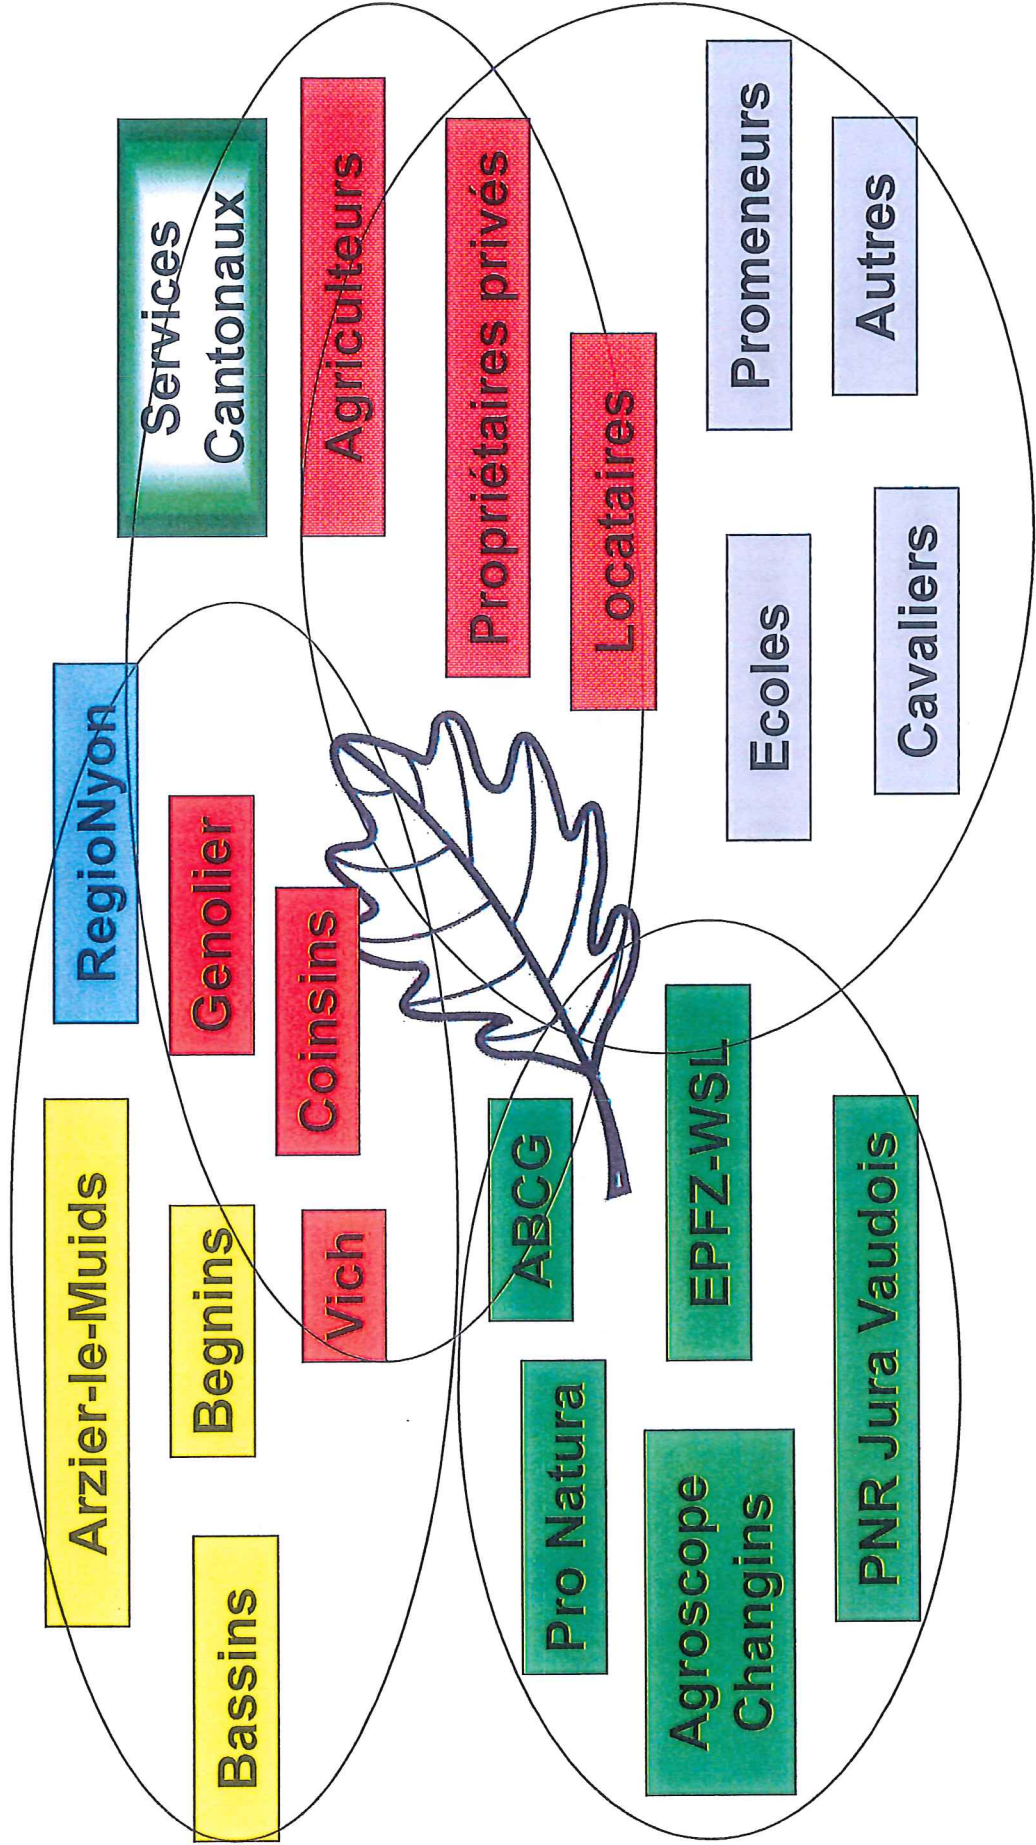 Arzier-le-Muids
RegioNyon
Services
Cantonaux
Bassins
Begnins
Genolier
Vich
Coinsins
Agriculteurs
Propriétaires privés
Locataires
ABCG
Pro Natura
EPFZ-WSL
Agroscope
Changins
PNR Jura Vaudois
Ecoles
Promeneurs
Cavaliers
Autres